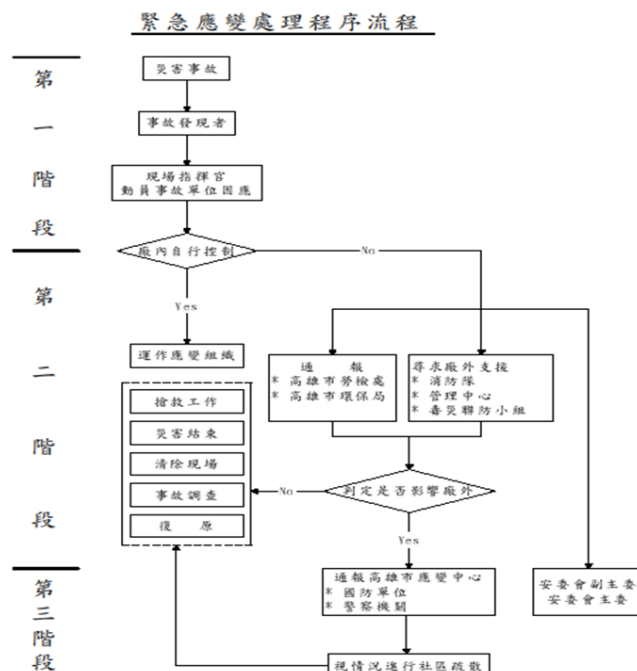 緊急應變處理程序流程
第一階段
災害事故
事故發現者
現場指揮官
動員事故單位因應
廠內自行控制
No
Yes
第二階段
運作應變組織
通 報
* 高雄市勞檢處
* 高雄市環保局
尋求廠外支援
* 消防隊
* 管理中心
* 毒災聯防小組
搶救工作
災害結束
清除現場
事故調查
復 原
判定是否影響廠外
No
Yes
第三階段
通報高雄市應變中心
* 國防單位
* 警察機關
安委會副主委
安委會主委
視情況進行社區疏散